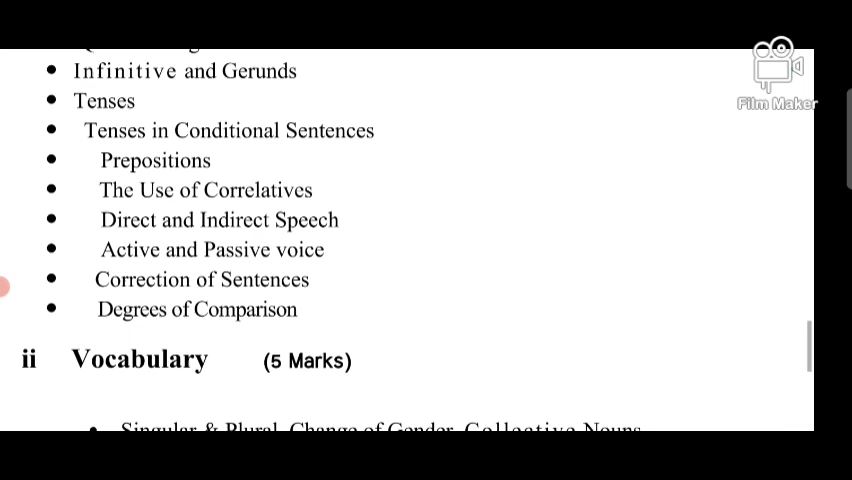 • Infinitive and Gerunds
• Tenses
• Tenses in Conditional Sentences
• Prepositions
• The Use of Correlatives
• Direct and Indirect Speech
• Active and Passive voice
• Correction of Sentences
• Degrees of Comparison
ii Vocabulary (5 Marks)
• Singular & Plural, Change of Gender, Collective Nouns
Film Maker